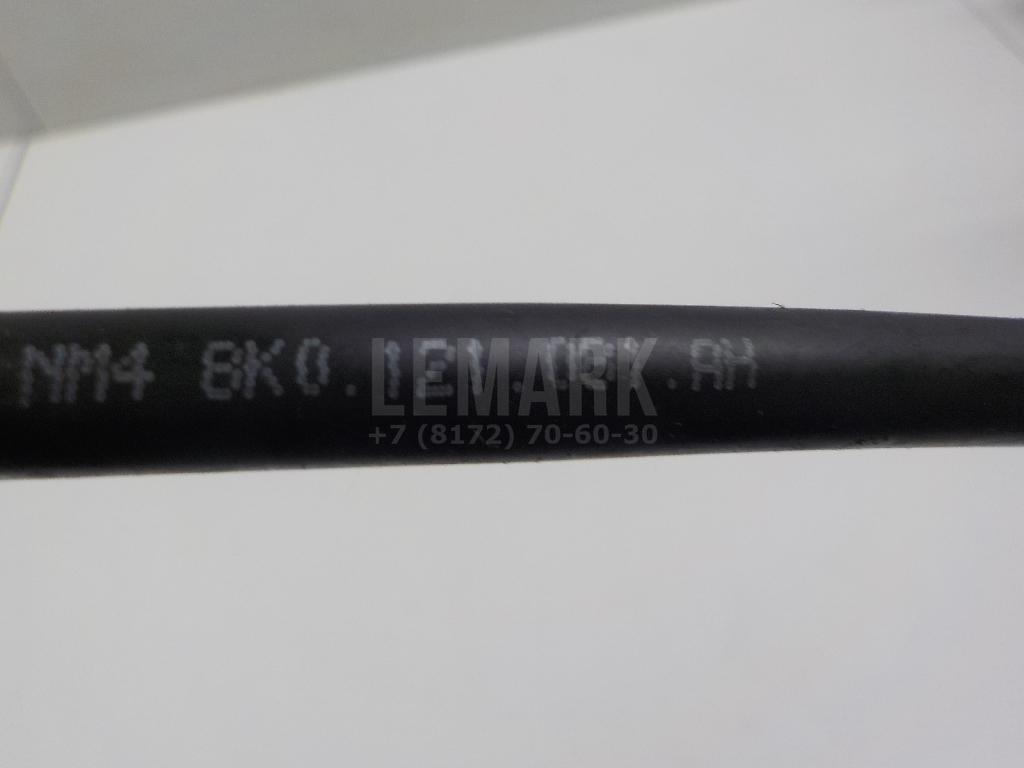 NM4 8K0. .AH
LEMARK
+7 (8172) 70-60-30